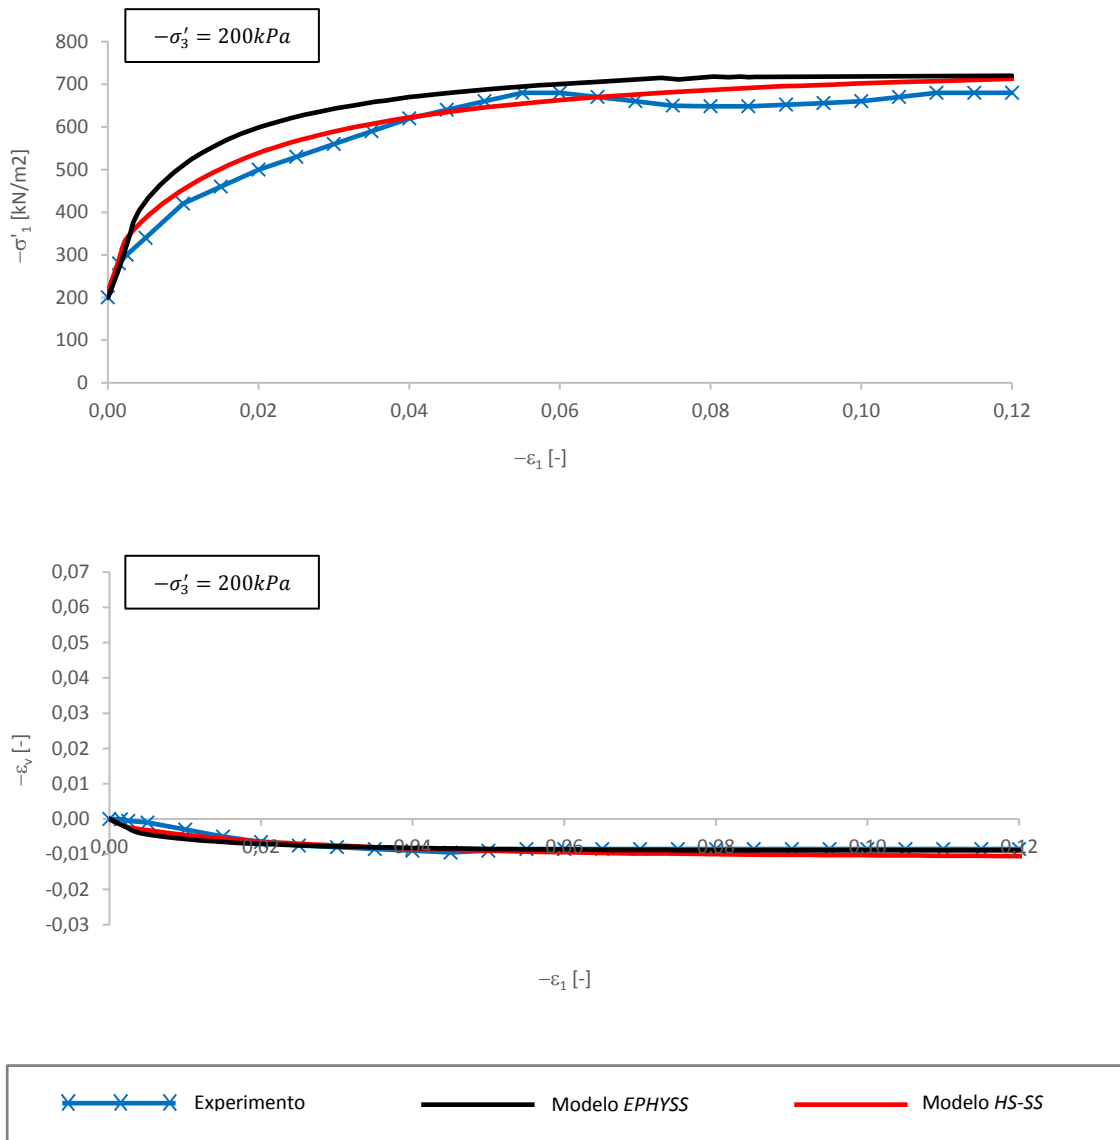 −σ′₃ = 200kPa
800
700
600
500
400
300
200
100
0
−σ'₁ [kN/m2]
0,00 0,02 0,04 0,06 0,08 0,10 0,12
−ε₁ [-]
−σ′₃ = 200kPa
0,07
0,06
0,05
0,04
0,03
0,02
0,01
0,00
-0,01
-0,02
-0,03
−εᵥ [-]
0,00 0,02 0,04 0,06 0,08 0,10 0,12
−ε₁ [-]
Experimento Modelo EPHYSS Modelo HS-SS